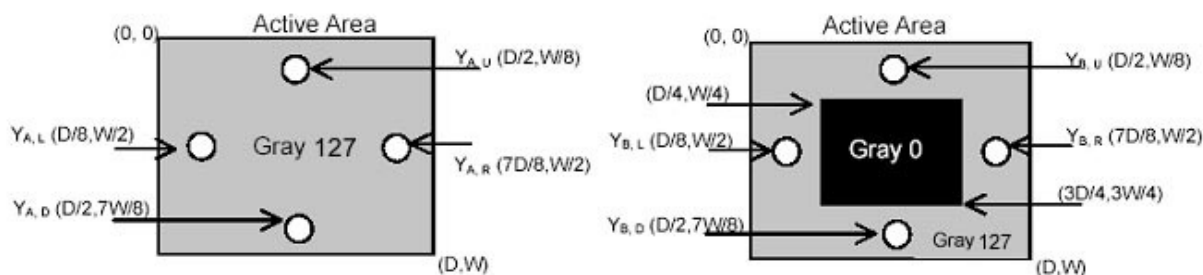 Active Area
(0, 0)
Y_A, U (D/2,W/8)
Y_A, L (D/8,W/2)
Gray 127
Y_A, R (7D/8,W/2)
Y_A, D (D/2,7W/8)
(D,W)
Active Area
(0, 0)
Y_B, U (D/2,W/8)
(D/4,W/4)
Y_B, L (D/8,W/2)
Gray 0
Y_B, R (7D/8,W/2)
(3D/4,3W/4)
Y_B, D (D/2,7W/8)
Gray 127
(D,W)